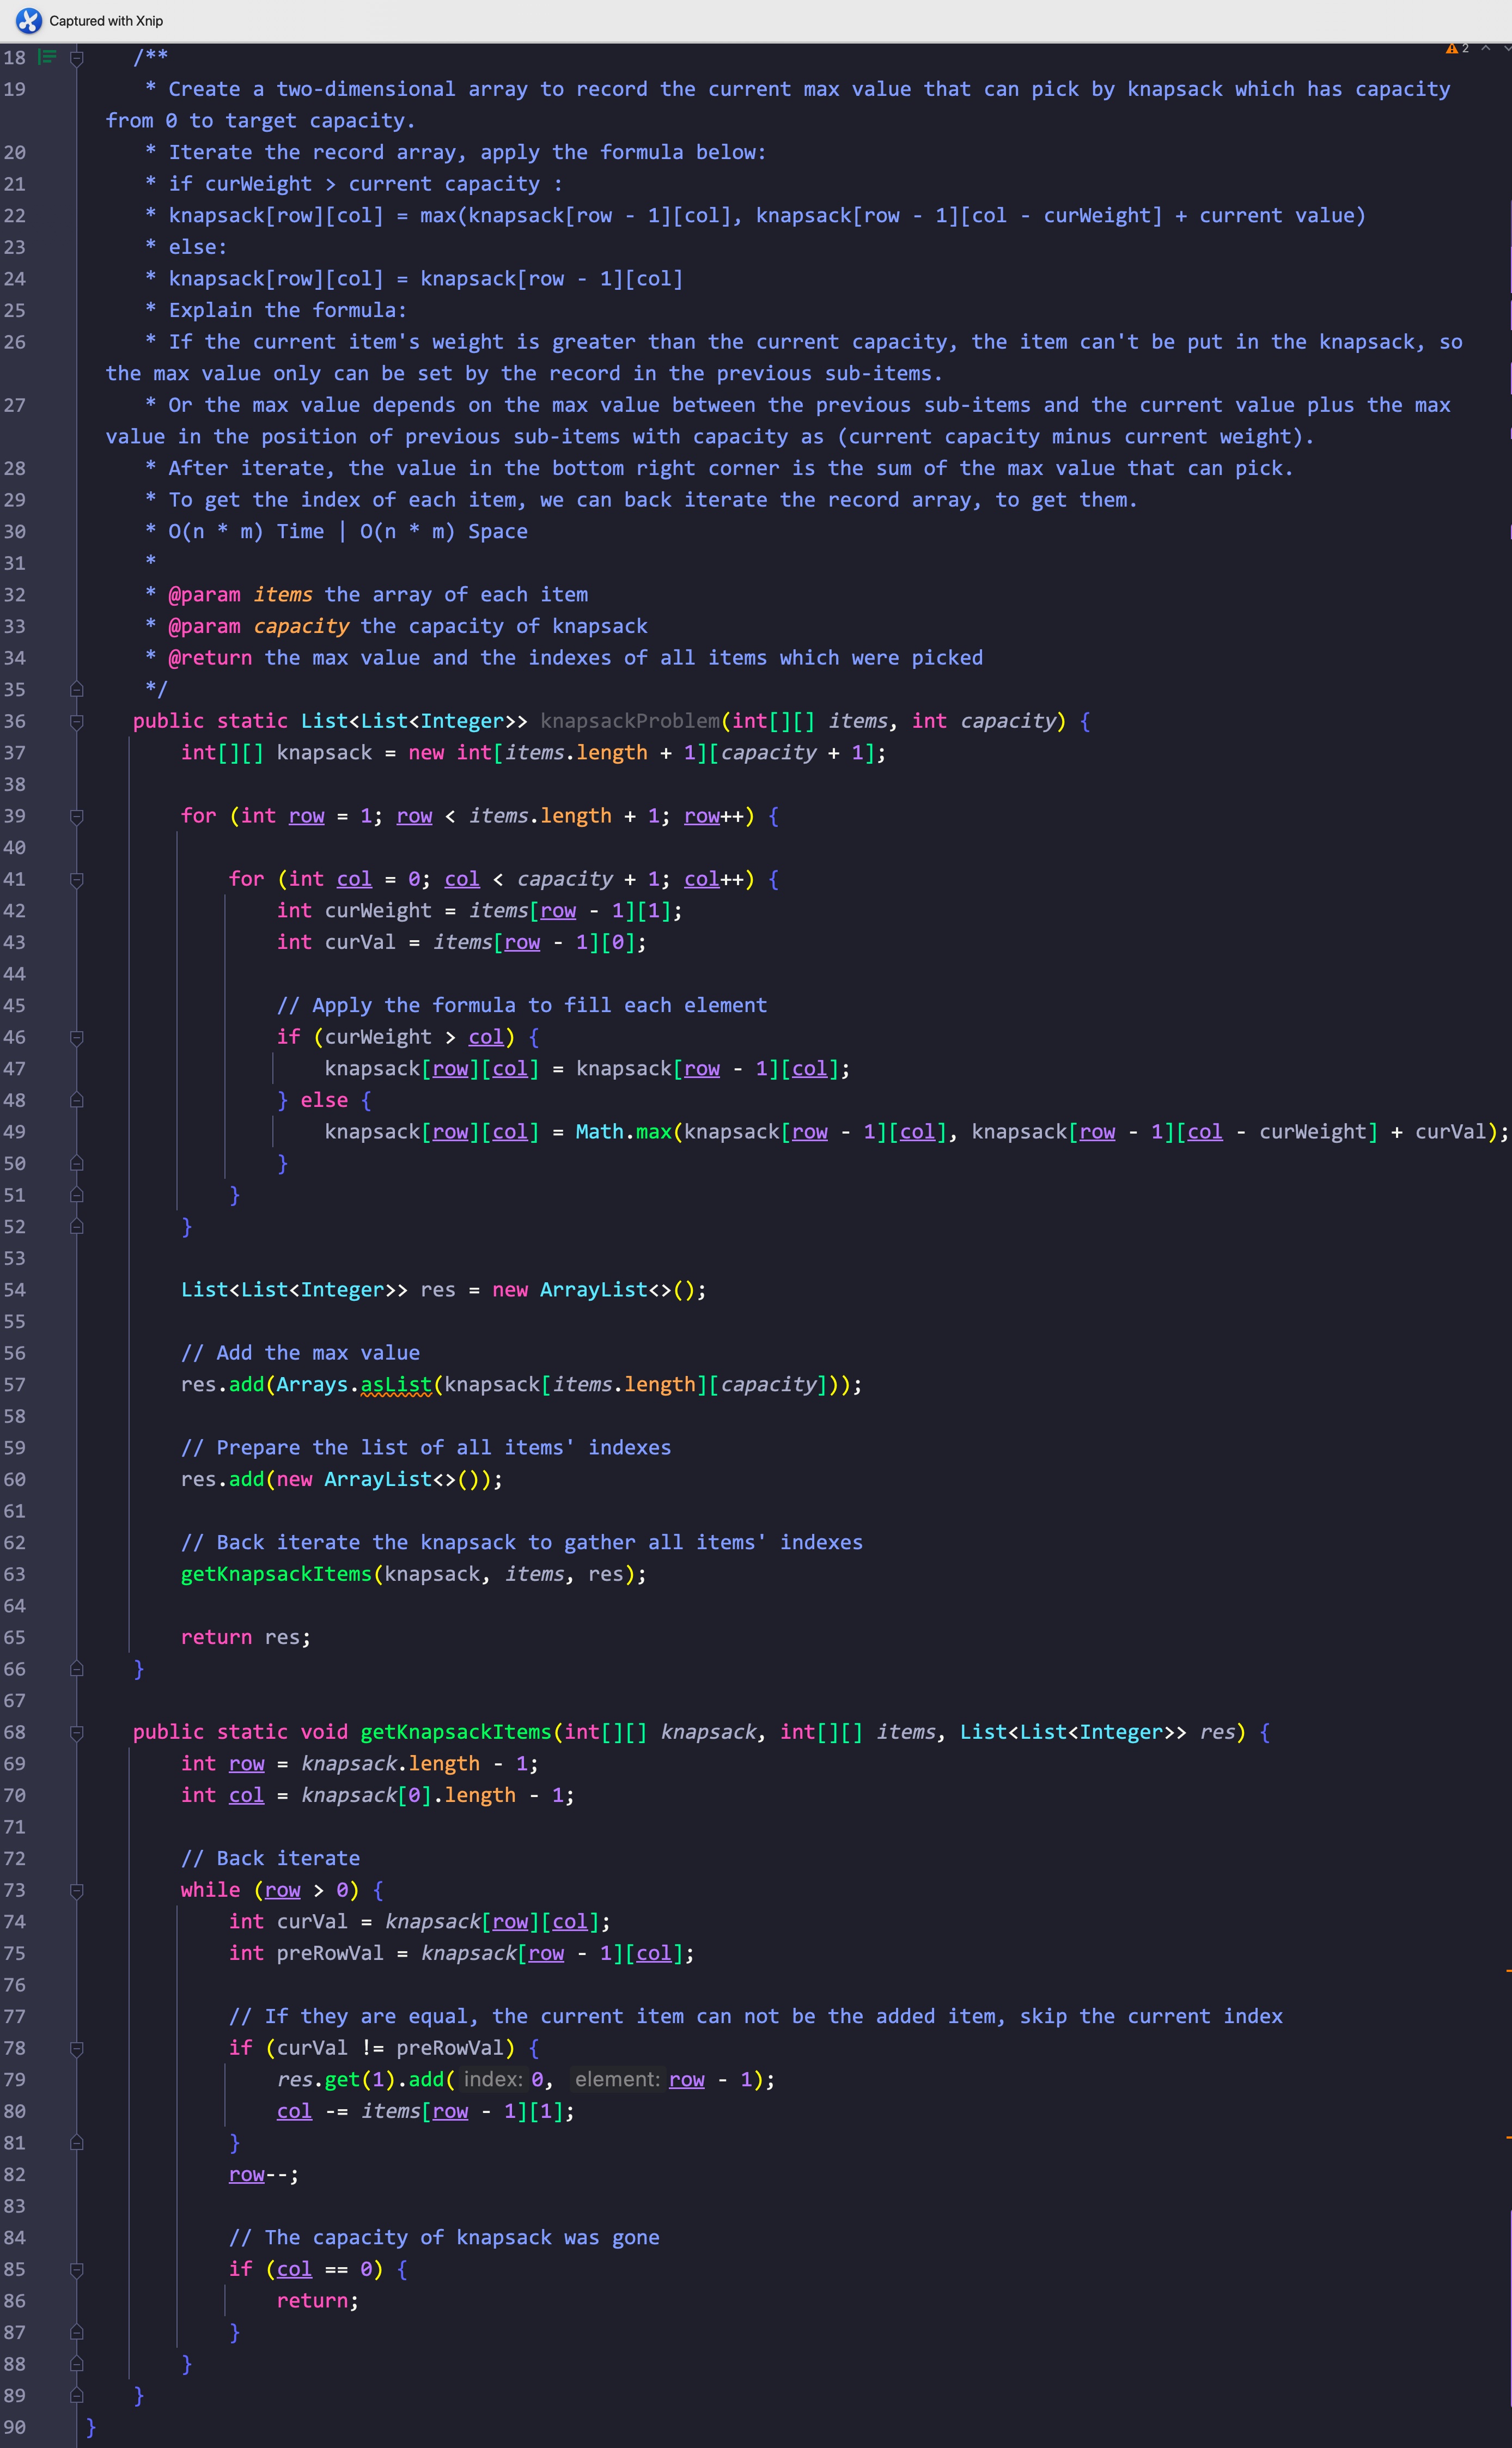 Captured with Xnip
2
18 /**
19 * Create a two-dimensional array to record the current max value that can pick by knapsack which has capacity
from 0 to target capacity.
20 * Iterate the record array, apply the formula below:
21 * if curWeight > current capacity :
22 * knapsack[row][col] = max(knapsack[row - 1][col], knapsack[row - 1][col - curWeight] + current value)
23 * else:
24 * knapsack[row][col] = knapsack[row - 1][col]
25 * Explain the formula:
26 * If the current item's weight is greater than the current capacity, the item can't be put in the knapsack, so
the max value only can be set by the record in the previous sub-items.
27 * Or the max value depends on the max value between the previous sub-items and the current value plus the max
value in the position of previous sub-items with capacity as (current capacity minus current weight).
28 * After iterate, the value in the bottom right corner is the sum of the max value that can pick.
29 * To get the index of each item, we can back iterate the record array, to get them.
30 * O(n * m) Time | O(n * m) Space
31 *
32 * @param items the array of each item
33 * @param capacity the capacity of knapsack
34 * @return the max value and the indexes of all items which were picked
35 */
36 public static List<List<Integer>> knapsackProblem(int[][] items, int capacity) {
37 int[][] knapsack = new int[items.length + 1][capacity + 1];
38
39 for (int row = 1; row < items.length + 1; row++) {
40
41 for (int col = 0; col < capacity + 1; col++) {
42 int curWeight = items[row - 1][1];
43 int curVal = items[row - 1][0];
44
45 // Apply the formula to fill each element
46 if (curWeight > col) {
47 knapsack[row][col] = knapsack[row - 1][col];
48 } else {
49 knapsack[row][col] = Math.max(knapsack[row - 1][col], knapsack[row - 1][col - curWeight] + curVal);
50 }
51 }
52 }
53
54 List<List<Integer>> res = new ArrayList<>();
55
56 // Add the max value
57 res.add(Arrays.asList(knapsack[items.length][capacity]));
58
59 // Prepare the list of all items' indexes
60 res.add(new ArrayList<>());
61
62 // Back iterate the knapsack to gather all items' indexes
63 getKnapsackItems(knapsack, items, res);
64
65 return res;
66 }
67
68 public static void getKnapsackItems(int[][] knapsack, int[][] items, List<List<Integer>> res) {
69 int row = knapsack.length - 1;
70 int col = knapsack[0].length - 1;
71
72 // Back iterate
73 while (row > 0) {
74 int curVal = knapsack[row][col];
75 int preRowVal = knapsack[row - 1][col];
76
77 // If they are equal, the current item can not be the added item, skip the current index
78 if (curVal != preRowVal) {
79 res.get(1).add( index: 0, element: row - 1);
80 col -= items[row - 1][1];
81 }
82 row--;
83
84 // The capacity of knapsack was gone
85 if (col == 0) {
86 return;
87 }
88 }
89 }
90 }